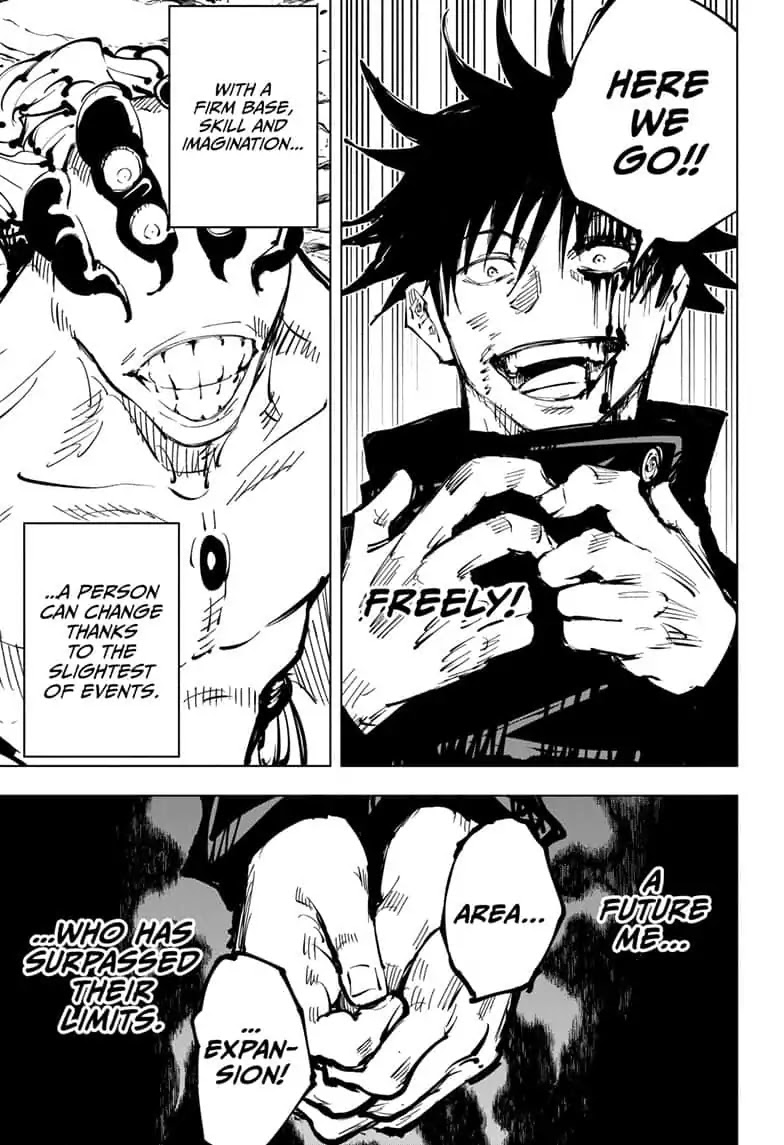 HERE
WE
GO!!
FREELY!
WITH A
FIRM BASE,
SKILL AND
IMAGINATION...
...A PERSON
CAN CHANGE
THANKS
TO THE
SLIGHTEST
OF EVENTS.
A
FUTURE
ME...
AREA...
...WHO HAS
SURPASSED
THEIR
LIMITS.
...
EXPAN-
SION!